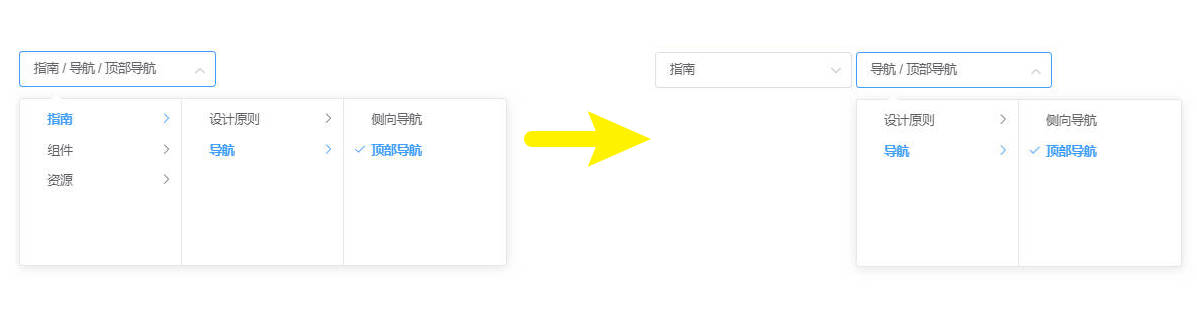 指南 / 导航 / 顶部导航
指南
组件
资源
设计原则
导航
侧向导航
顶部导航
指南
导航 / 顶部导航
设计原则
导航
侧向导航
顶部导航